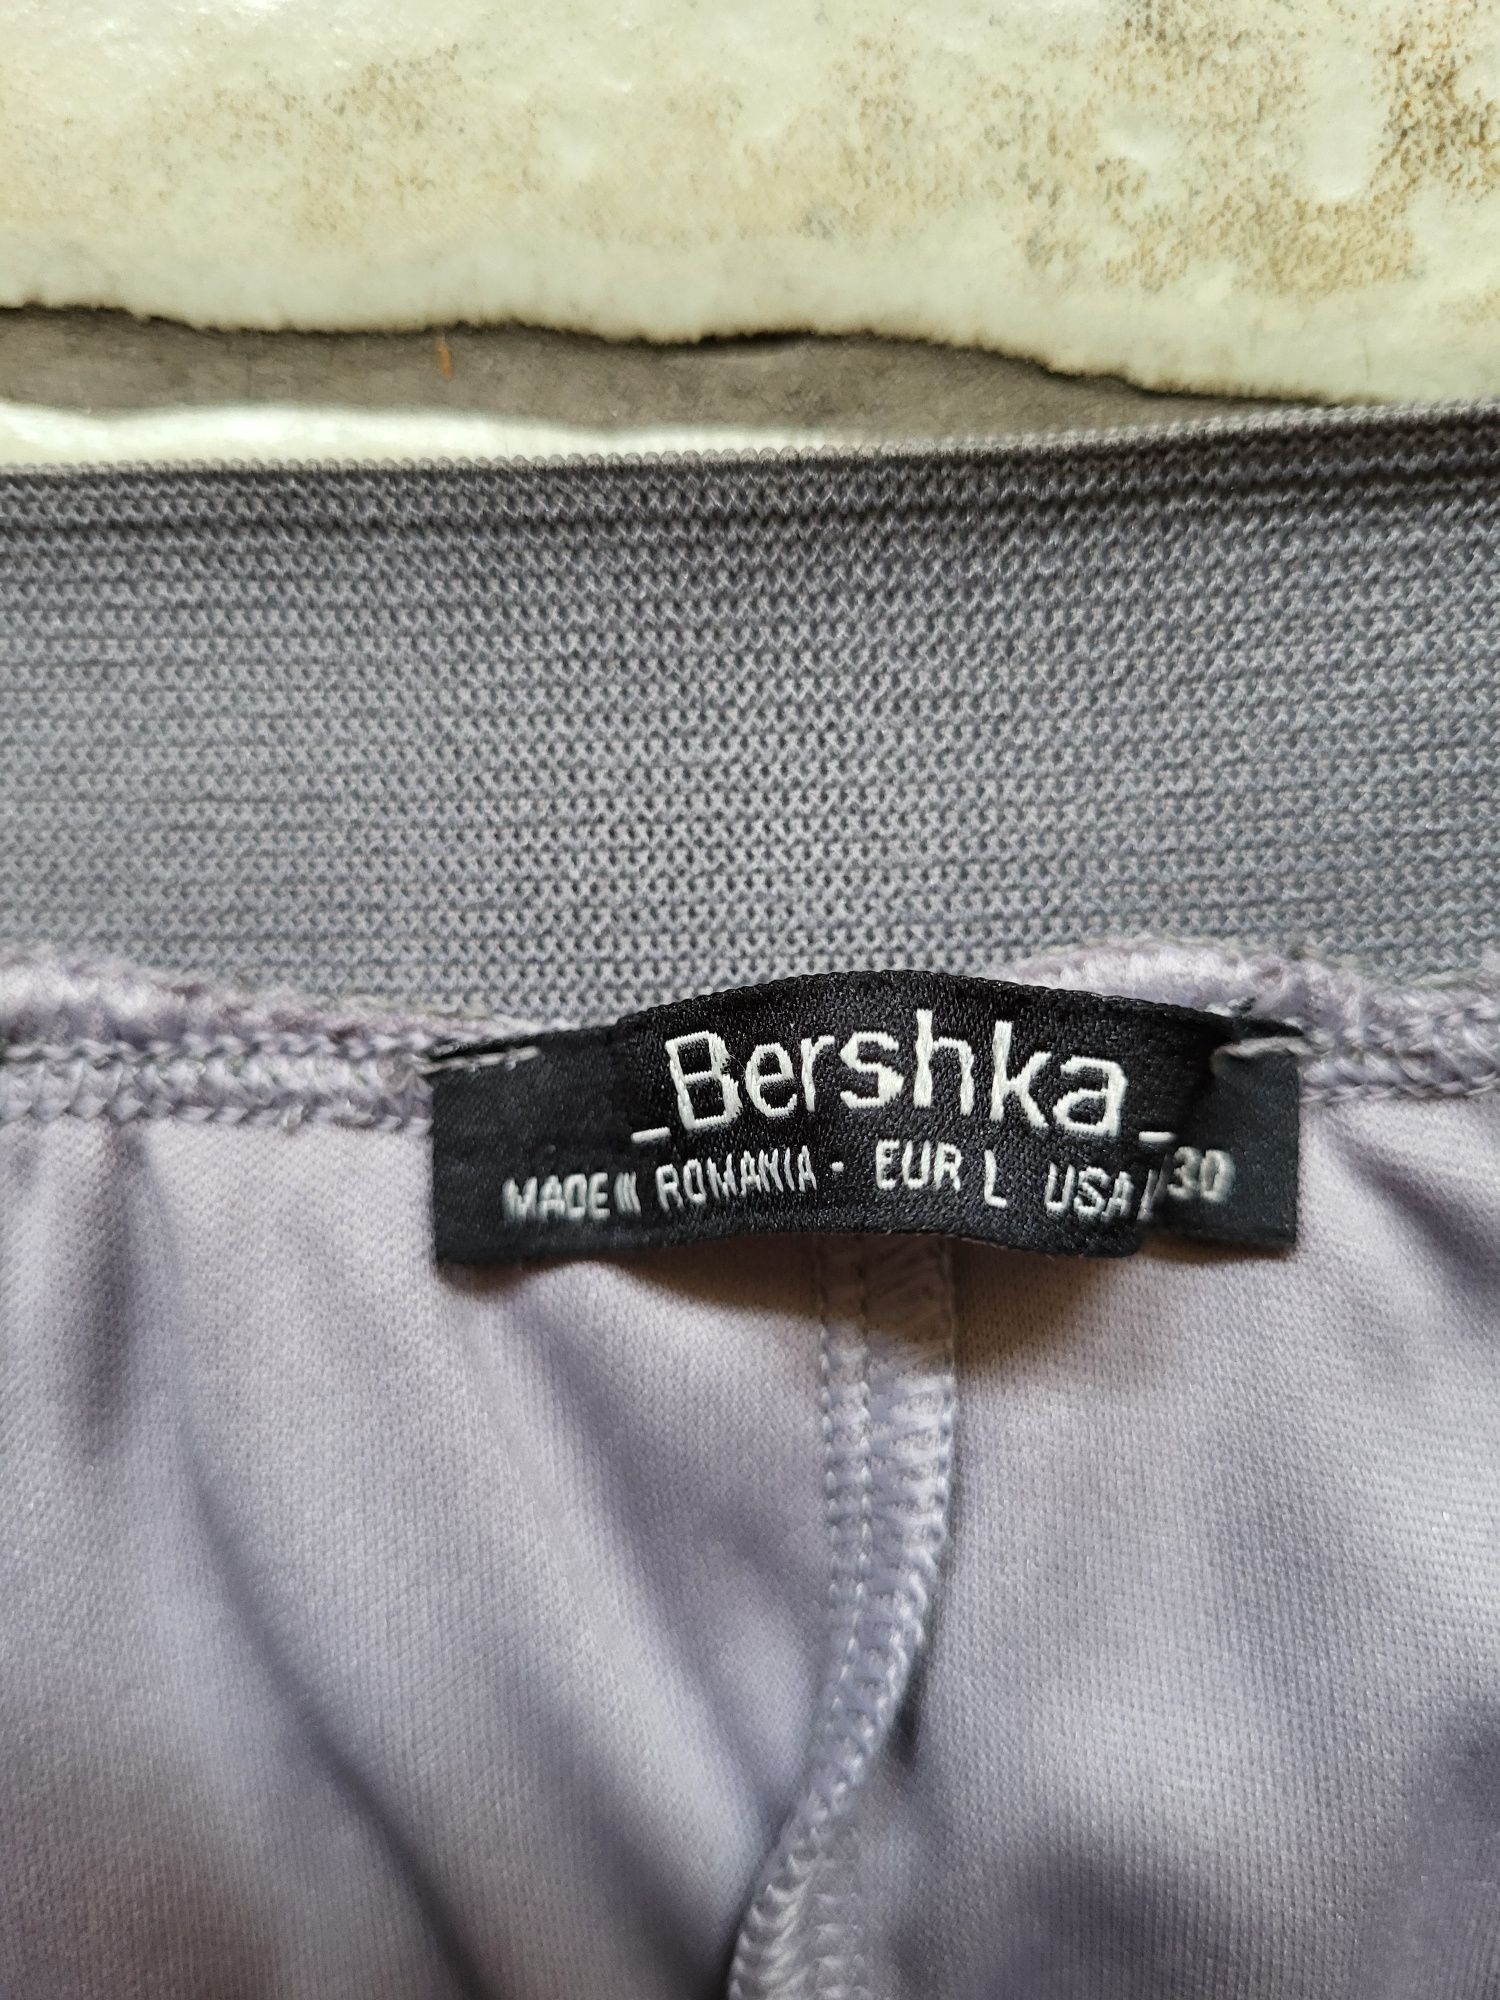 _Bershka_
MADE IN ROMANIA - EUR L USA 30